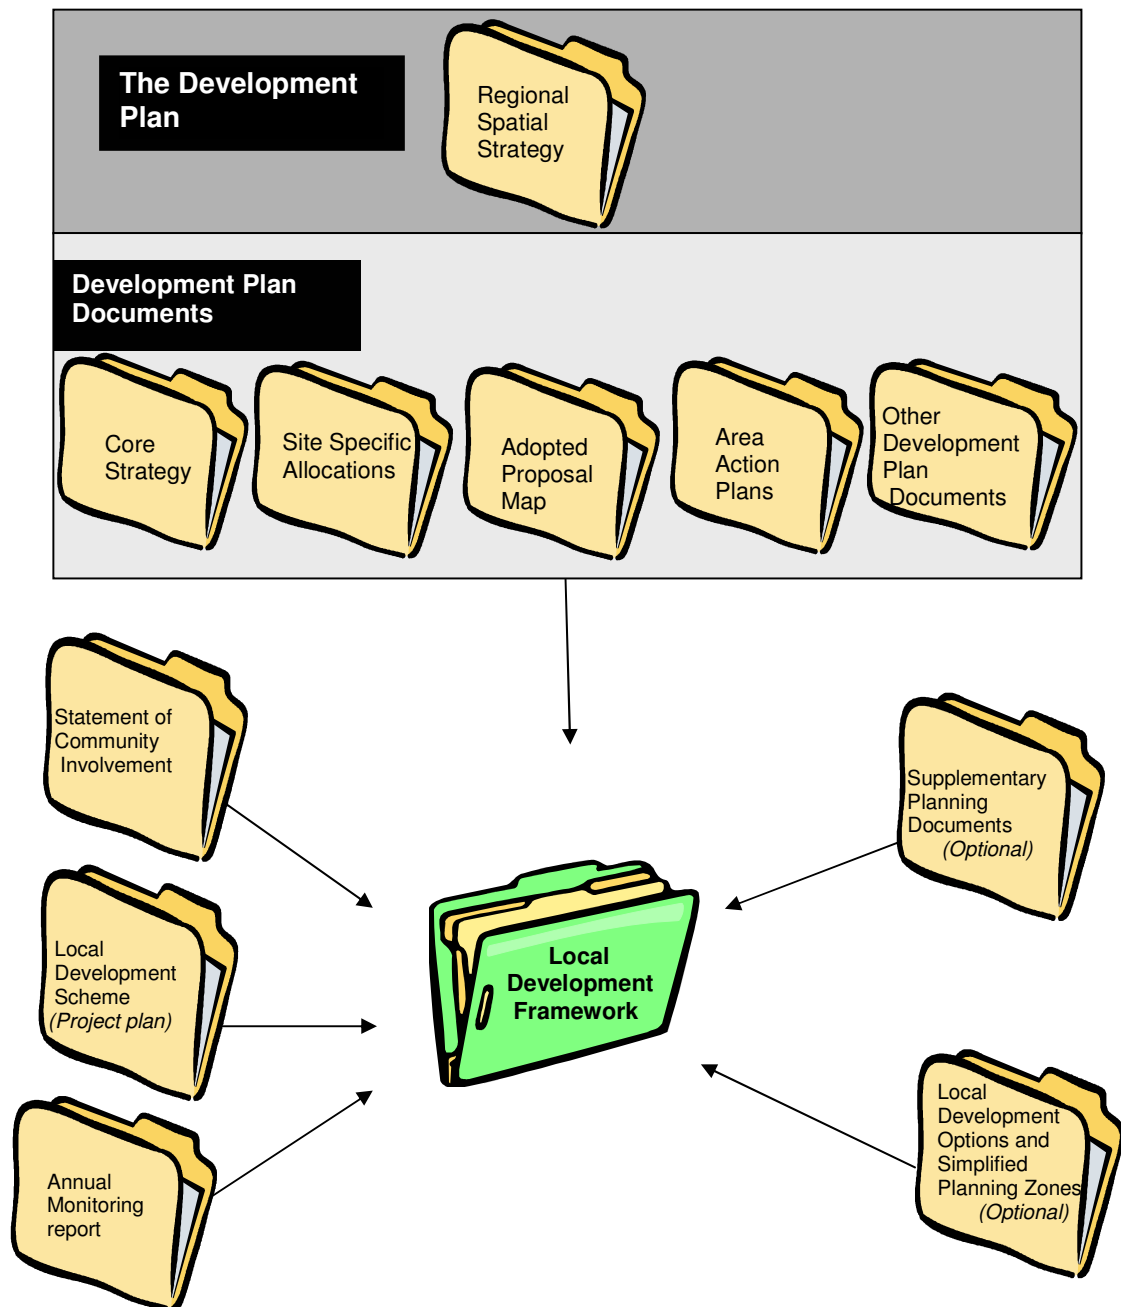 The Development
Plan
Regional
Spatial
Strategy
Development Plan
Documents
Core
Strategy
Site Specific
Allocations
Adopted
Proposal
Map
Area
Action
Plans
Other
Development
Plan
Documents
Statement of
Community
Involvement
Supplementary
Planning
Documents
(Optional)
Local
Development
Scheme
(Project plan)
Local
Development
Framework
Annual
Monitoring
report
Local
Development
Options and
Simplified
Planning Zones
(Optional)